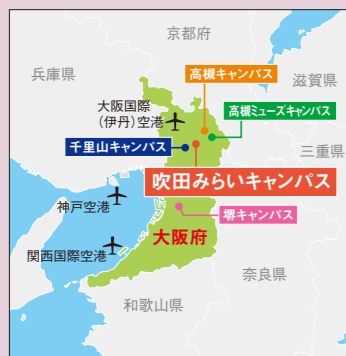 京都府
兵庫県
高槻キャンパス
滋賀県
大阪国際
（伊丹）空港
高槻ミューズキャンパス
千里山キャンパス
三重県
吹田みらいキャンパス
神戸空港
堺キャンパス
大阪府
関西国際空港
奈良県
和歌山県